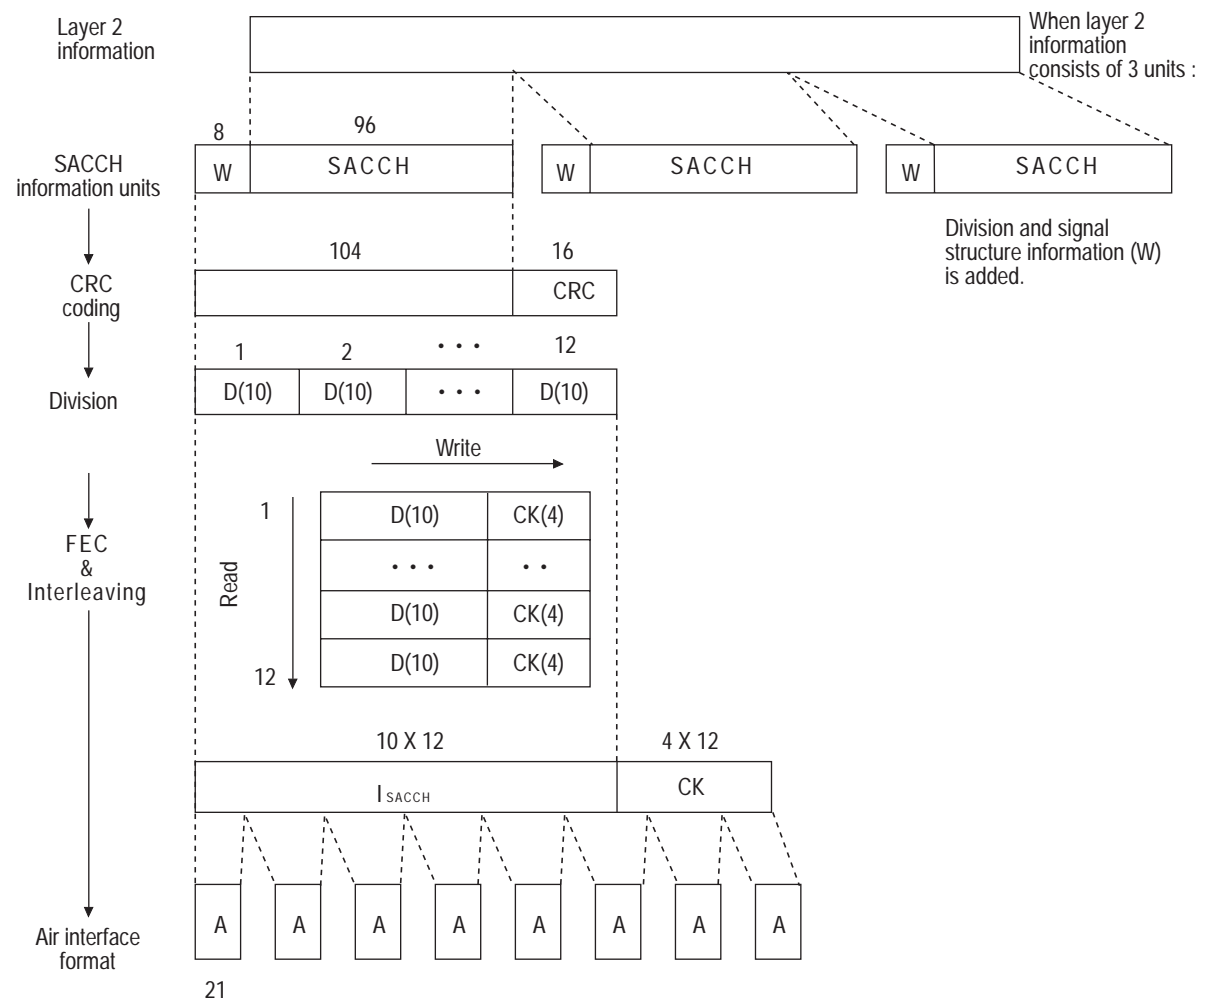 Layer 2
information
When layer 2
information
consists of 3 units :
8
96
SACCH
information units
W
SACCH
W
SACCH
W
SACCH
Division and signal
structure information (W)
is added.
104
16
CRC
coding
CRC
1
2
• • •
12
Division
D(10)
D(10)
• • •
D(10)
Write
1
D(10)
CK(4)
FEC
&
Interleaving
Read
• • •
• •
D(10)
CK(4)
12
D(10)
CK(4)
10 X 12
4 X 12
I SACCH
CK
Air interface
format
A
A
A
A
A
A
A
A
21